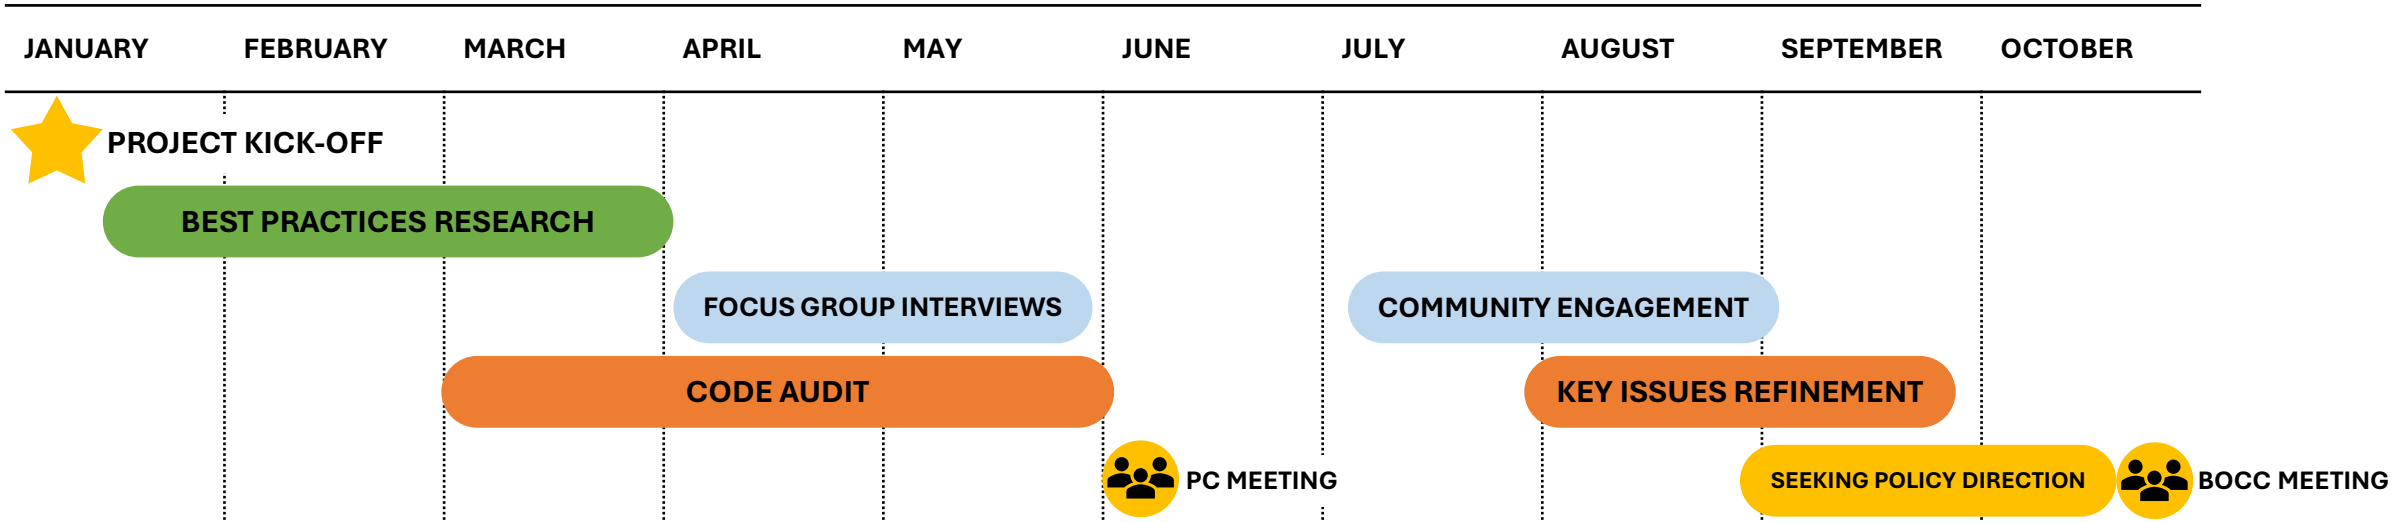 JANUARY FEBRUARY MARCH APRIL MAY JUNE JULY AUGUST SEPTEMBER OCTOBER
PROJECT KICK-OFF
BEST PRACTICES RESEARCH
FOCUS GROUP INTERVIEWS COMMUNITY ENGAGEMENT
CODE AUDIT KEY ISSUES REFINEMENT
PC MEETING SEEKING POLICY DIRECTION BOCC MEETING